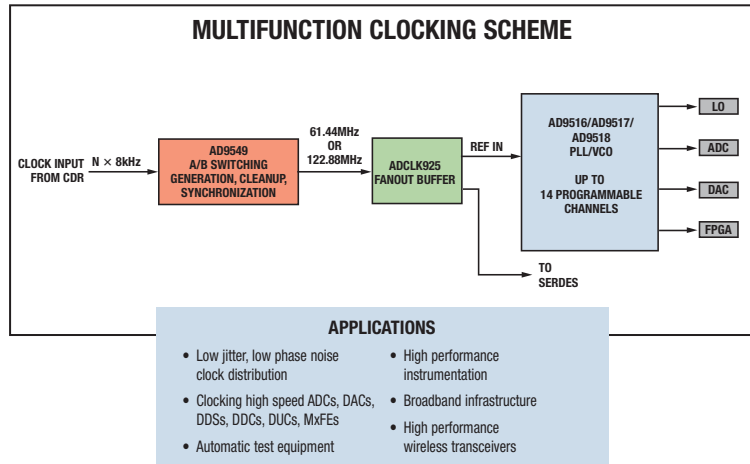 MULTIFUNCTION CLOCKING SCHEME
CLOCK INPUT
FROM CDR
N × 8kHz
AD9549
A/B SWITCHING
GENERATION, CLEANUP,
SYNCHRONIZATION
61.44MHz
OR
122.88MHz
ADCLK925
FANOUT BUFFER
REF IN
TO
SERDES
AD9516/AD9517/
AD9518
PLL/VCO
UP TO
14 PROGRAMMABLE
CHANNELS
LO
ADC
DAC
FPGA
APPLICATIONS
• Low jitter, low phase noise
clock distribution
• Clocking high speed ADCs, DACs,
DDSs, DDCs, DUCs, MxFEs
• Automatic test equipment
• High performance
instrumentation
• Broadband infrastructure
• High performance
wireless transceivers